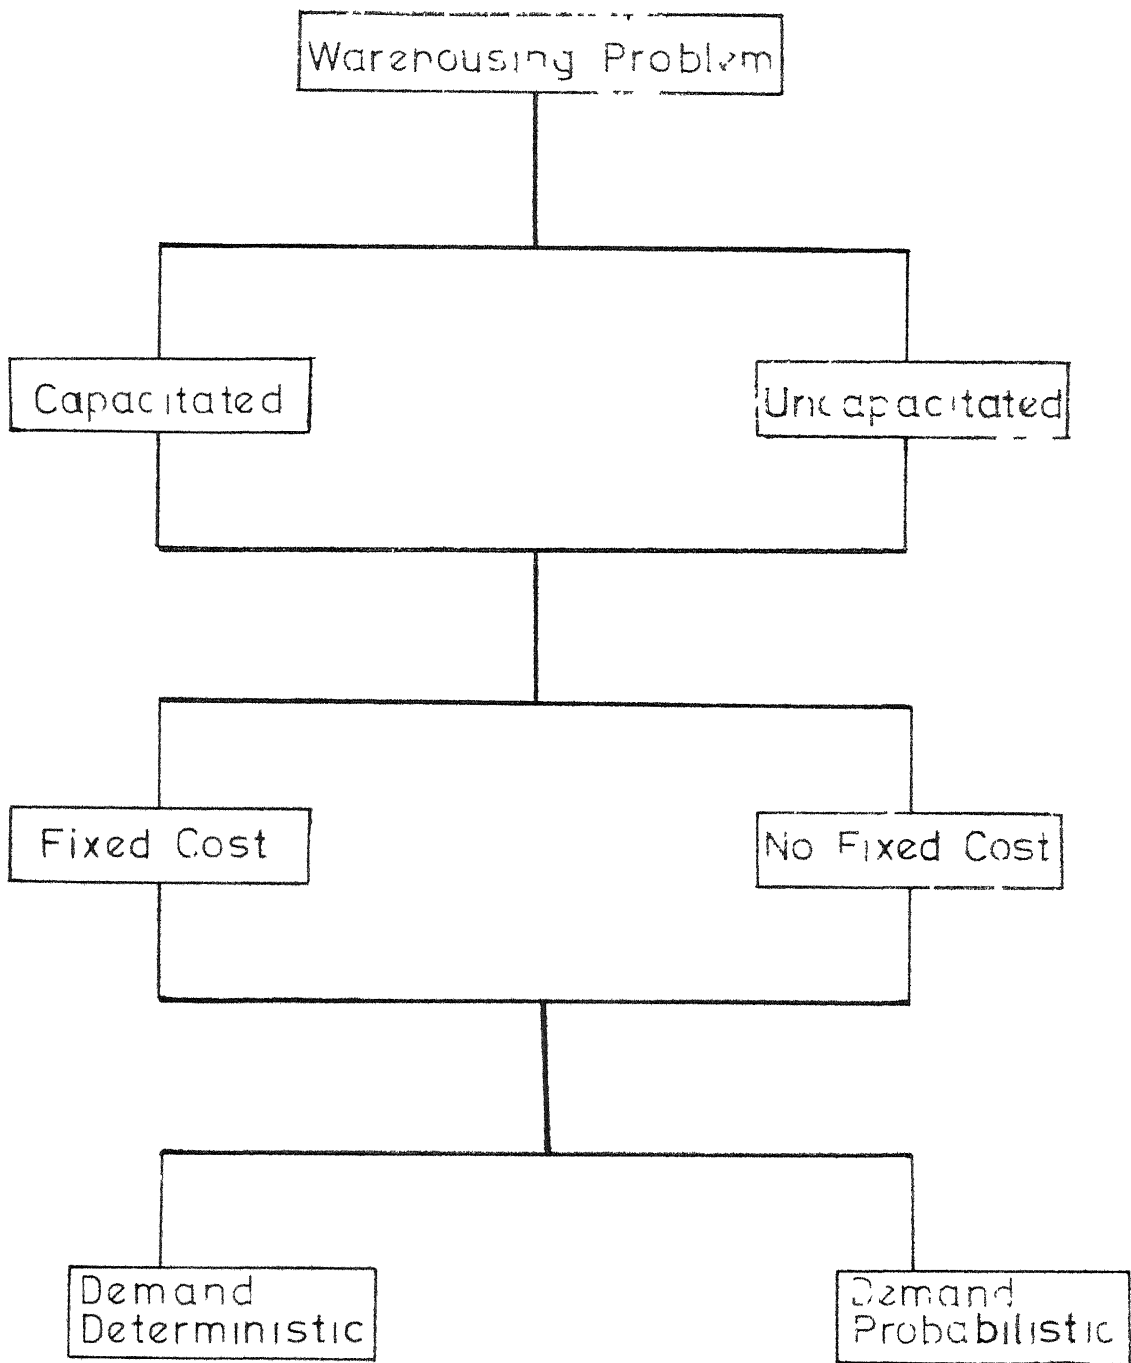 Warehousing Problem
Capacitated
Uncapacitated
Fixed Cost
No Fixed Cost
Demand
Deterministic
Demand
Probabilistic